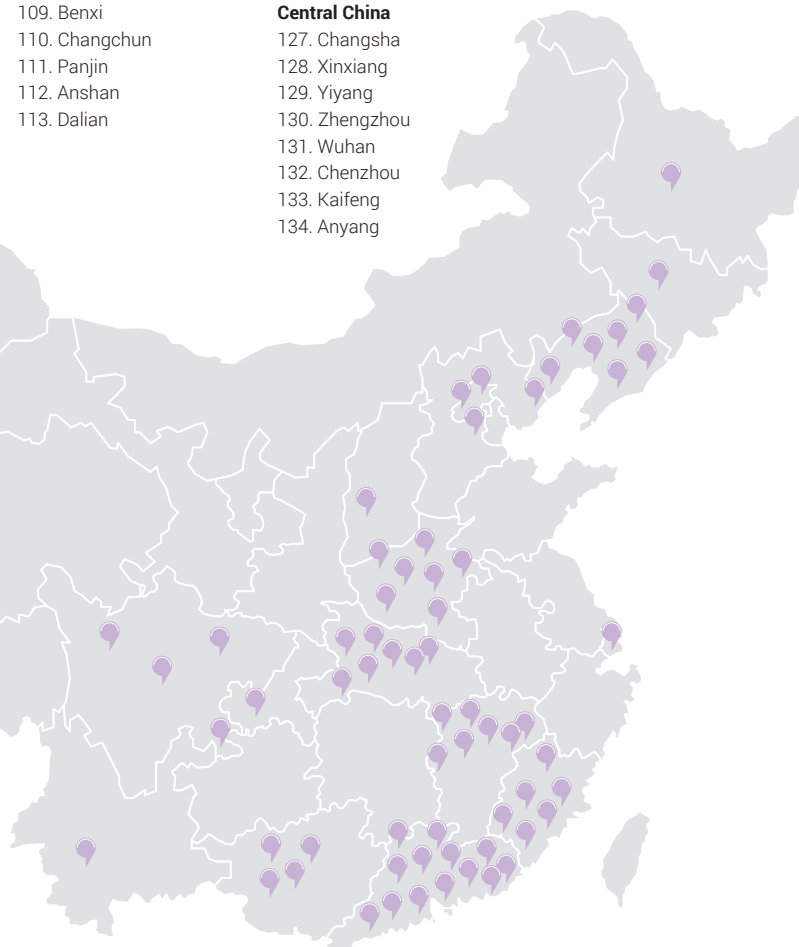 109. Benxi
110. Changchun
111. Panjin
112. Anshan
113. Dalian
Central China
127. Changsha
128. Xinxiang
129. Yiyang
130. Zhengzhou
131. Wuhan
132. Chenzhou
133. Kaifeng
134. Anyang